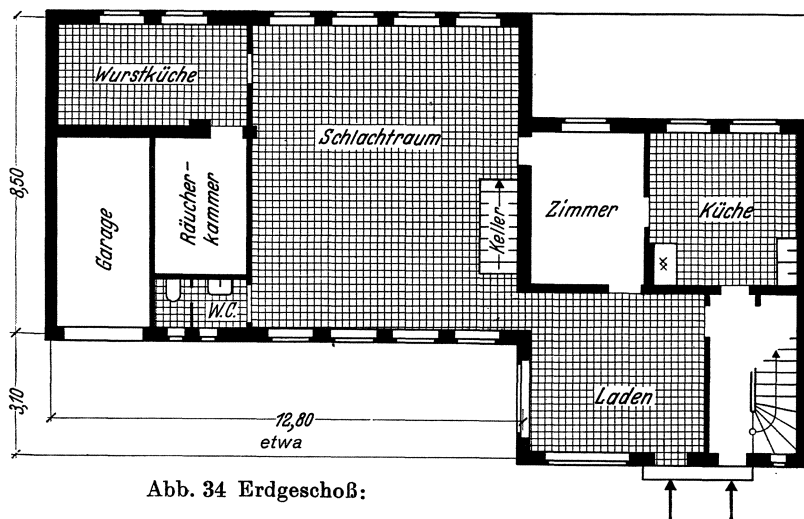 Wurstküche
Schlachtraum
8,50
Garage
Räucher-
kammer
Keller
Zimmer
Küche
W.C.
3,10
Laden
12,80
etwa
Abb. 34 Erdgeschoß: